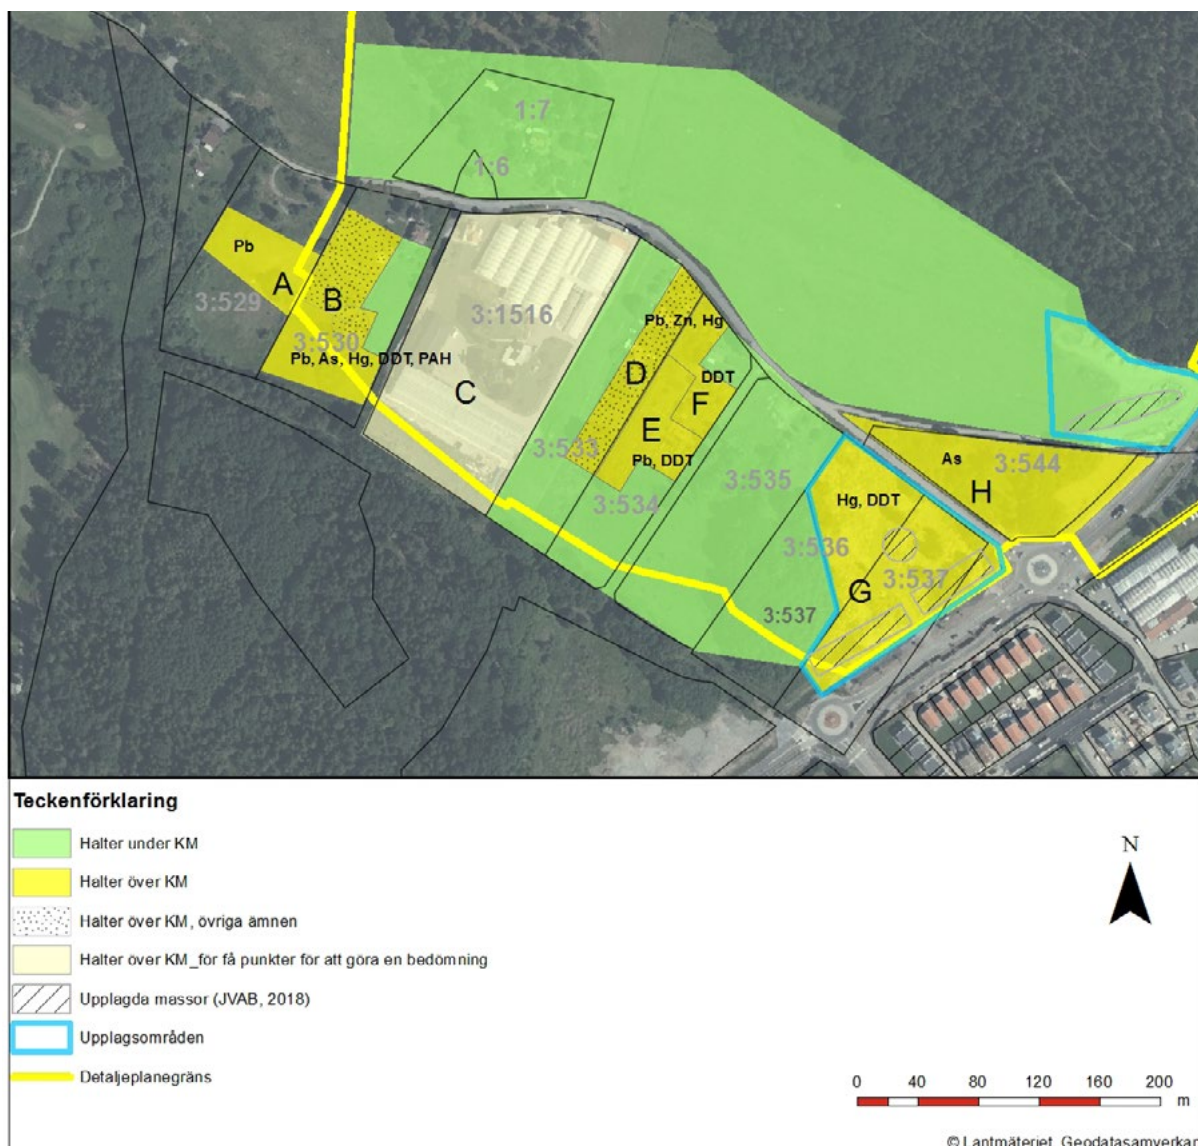 1:7
1:6
Pb
A
3:529
B
3:530
Pb, As, Hg, DDT, PAH
3:1516
C
Pb, Zn, Hg
D
DDT
F
E
3:533
Pb, DDT
3:534
3:535
As
3:544
H
Hg, DDT
3:536
3:537
G
3:537
Teckenförklaring
Halter under KM
Halter över KM
Halter över KM, övriga ämnen
Halter över KM_för få punkter för att göra en bedömning
Upplagda massor (JVAB, 2018)
Upplagsområden
Detaljeplanegräns
N
0 40 80 120 160 200
m
© Lantmäteriet, Geodatasamverkan